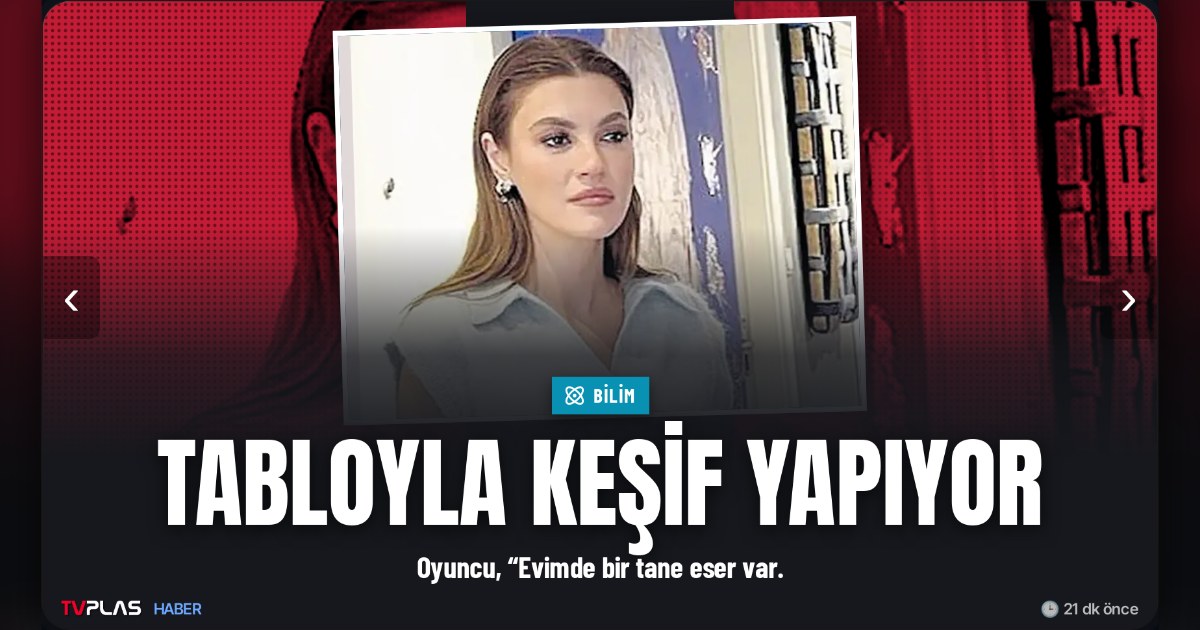 BİLİM
TABLOYLA KEŞİF YAPIYOR
Oyuncu, “Evimde bir tane eser var.
TVPLAS HABER
21 dk önce